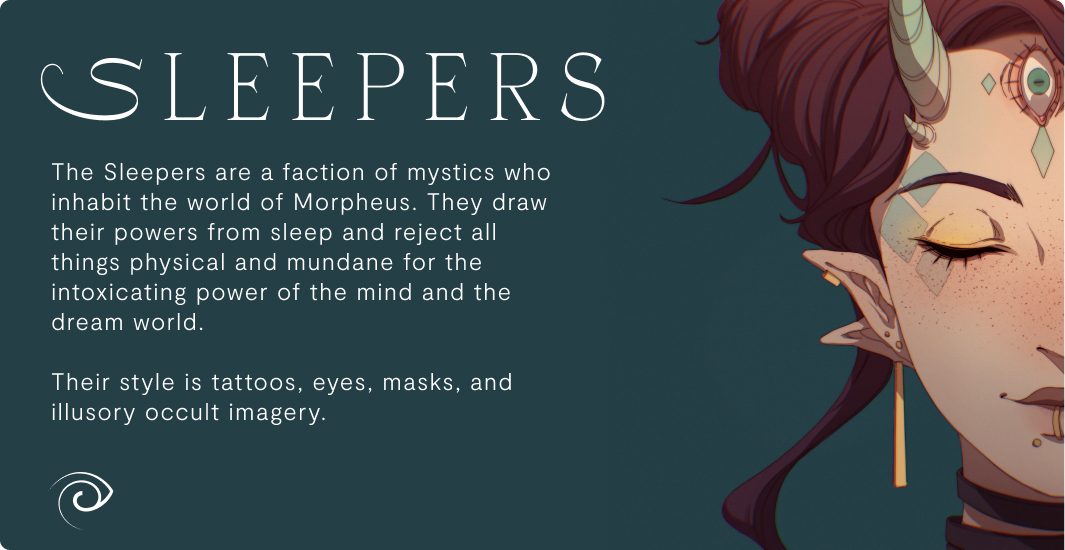 SLEEPERS
The Sleepers are a faction of mystics who
inhabit the world of Morpheus. They draw
their powers from sleep and reject all
things physical and mundane for the
intoxicating power of the mind and the
dream world.
Their style is tattoos, eyes, masks, and
illusory occult imagery.